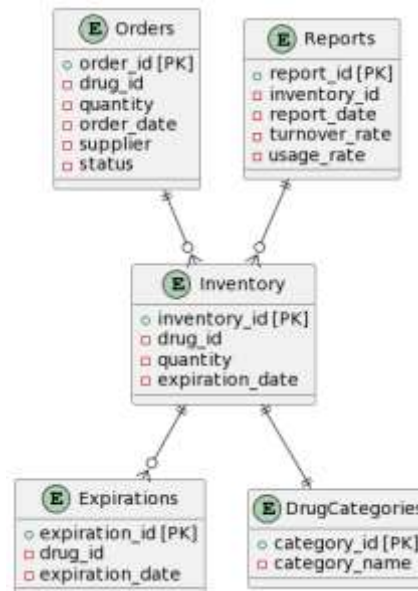 E Orders
order_id [PK]
drug_id
quantity
order_date
supplier
status
E Reports
report_id [PK]
inventory_id
report_date
turnover_rate
usage_rate
E Inventory
inventory_id [PK]
drug_id
quantity
expiration_date
E Expirations
expiration_id [PK]
drug_id
expiration_date
E DrugCategories
category_id [PK]
category_name